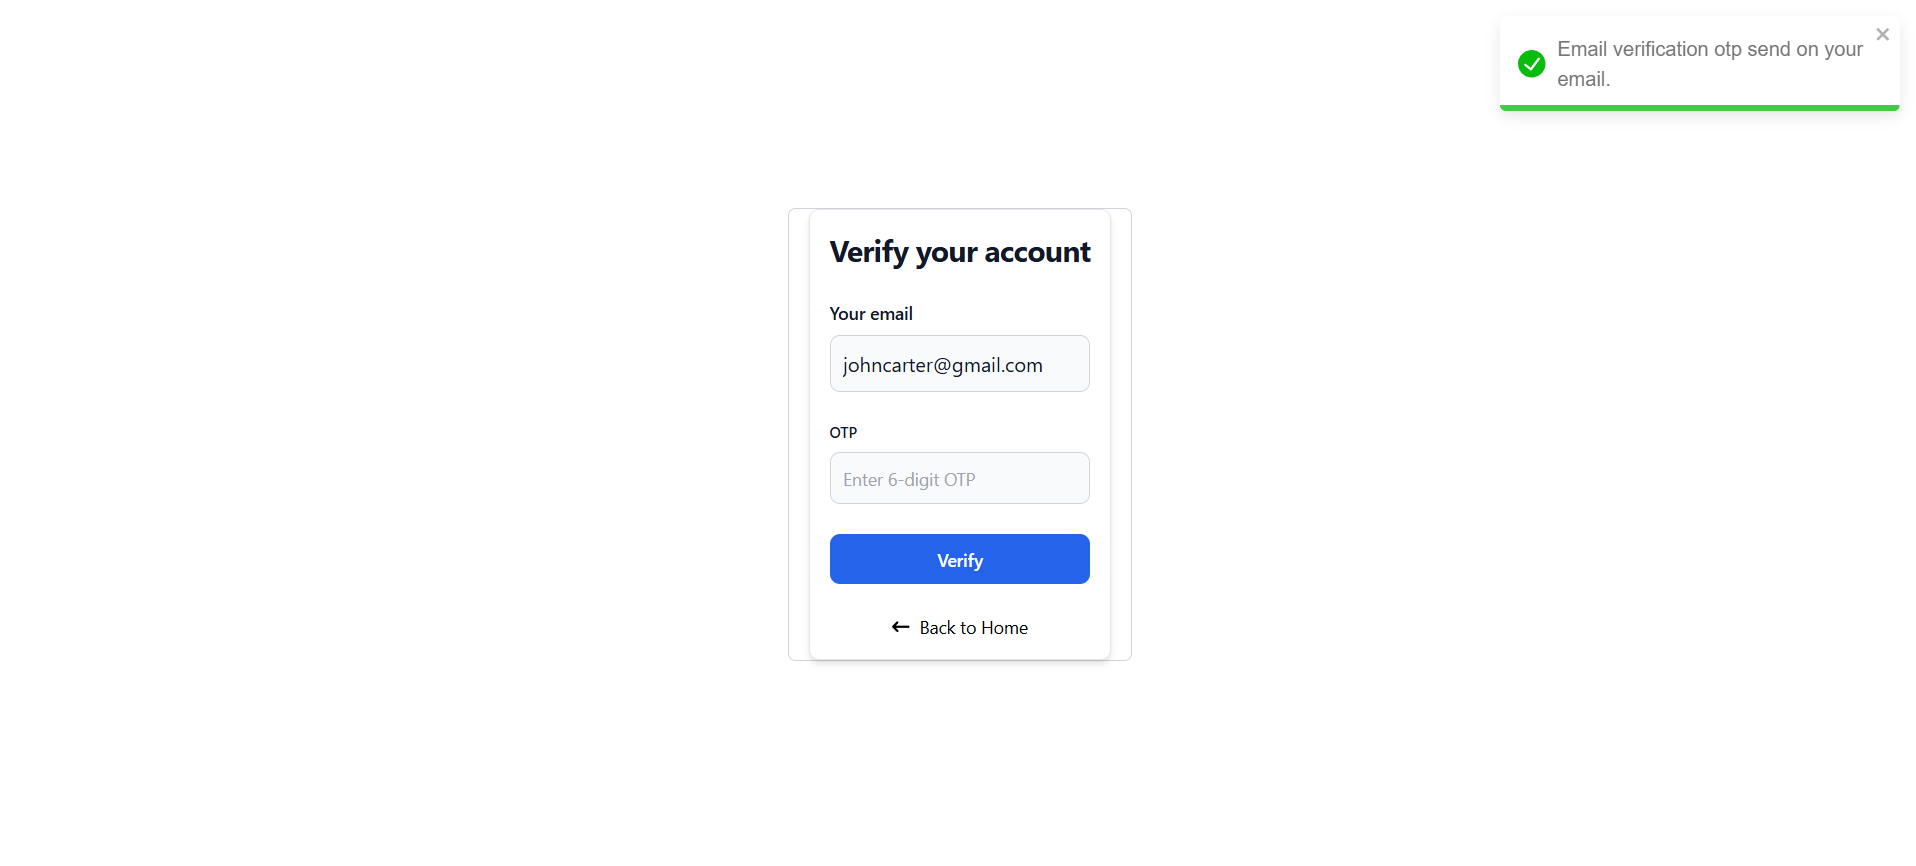 Email verification otp send on your
email.
Verify your account
Your email
johncarter@gmail.com
OTP
Enter 6-digit OTP
Verify
Back to Home